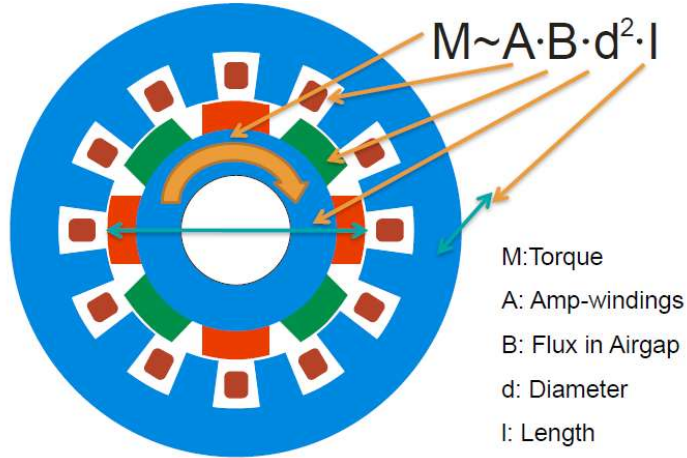 M~A·B·d²·l
M:Torque
A: Amp-windings
B: Flux in Airgap
d: Diameter
l: Length